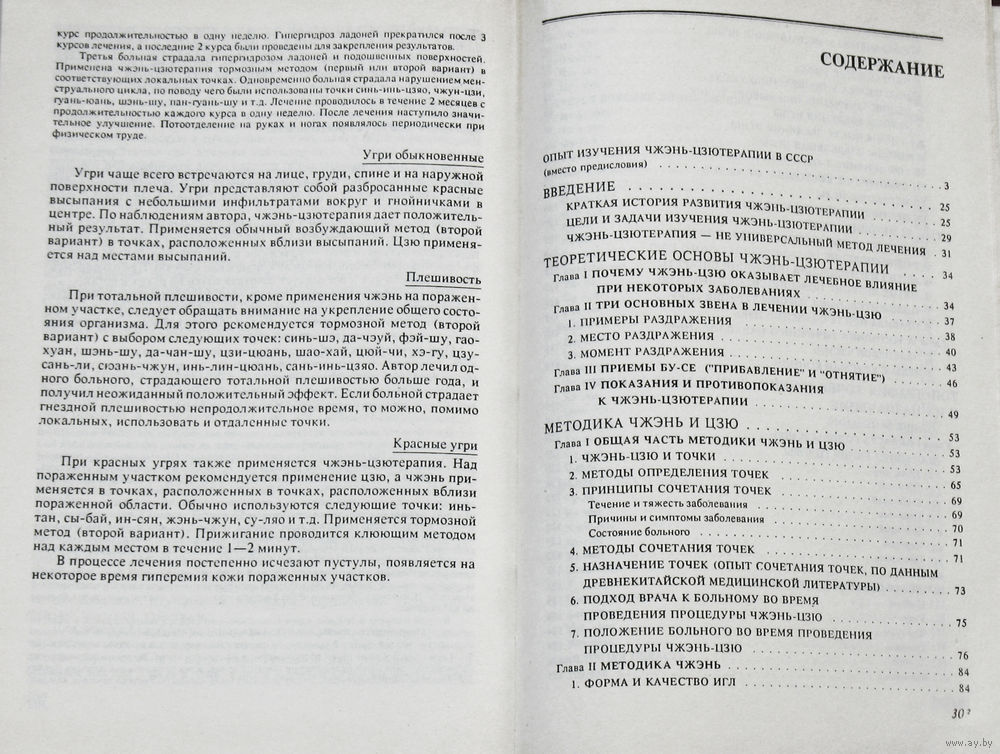 курс продолжительностью в одну неделю. Гипергидроз ладоней прекратился после 3
курсов лечения, а последние 2 курса были проведены для закрепления результатов.
Третья больная страдала гипергидрозом ладоней и подошвенных поверхностей.
Применена чжэнь-цзютерапия тормозным методом (первый или второй вариант) в
соответствующих локальных точках. Одновременно больная страдала нарушением мен-
струального цикла, по поводу чего были использованы точки синь-инь-цзяо, чжун-цзи,
гуань-юань, шэнь-шу, пан-гуань-шу и т.д. Лечение проводилось в течение 2 месяцев с
продолжительностью каждого курса в одну неделю. После лечения наступило значи-
тельное улучшение. Потоотделение на руках и ногах появлялось периодически при
физическом труде.
Угри обыкновенные
Угри чаще всего встречаются на лице, груди, спине и на наружной
поверхности плеча. Угри представляют собой разбросанные красные
высыпания с небольшими инфильтратами вокруг и гнойничками в
центре. По наблюдениям автора, чжэнь-цзютерапия дает положитель-
ный результат. Применяется обычный возбуждающий метод (второй
вариант) в точках, расположенных вблизи высыпаний. Цзю применя-
ется над местами высыпаний.
Плешивость
При тотальной плешивости, кроме применения чжэнь на поражен-
ном участке, следует обращать внимание на укрепление общего состо-
яния организма. Для этого рекомендуется тормозной метод (второй
вариант) с выбором следующих точек: синь-шэ, да-чэуй, фэй-шу, гао-
хуан, шэнь-шу, да-чан-шу, цзи-цюань, шао-хай, цюй-чи, хэ-гу, цзу-
сань-ли, сюань-чжун, инь-лин-цюань, сань-инь-цзяо. Автор лечил од-
ного больного, страдающего тотальной плешивостью больше года, и
получил неожиданный положительный эффект. Если больной страдает
гнездной плешивостью непродолжительное время, то можно, помимо
локальных, использовать и отдаленные точки.
Красные угри
При красных угрях также применяется чжэнь-цзютерапия. Над
пораженным участком рекомендуется применение цзю, а чжэнь при-
меняется в точках, расположенных в точках, расположенных вблизи
пораженной области. Обычно используются следующие точки: инь-
тан, сы-бай, ин-сян, жэнь-чжун, су-ляо и т.д. Применяется тормозной
метод (второй вариант). Прижигание проводится клюющим методом
над каждым местом в течение 1—2 минут.
В процессе лечения постепенно исчезают пустулы, появляется на
некоторое время гиперемия кожи пораженных участков.
СОДЕРЖАНИЕ
ОПЫТ ИЗУЧЕНИЯ ЧЖЭНЬ-ЦЗЮТЕРАПИИ В СССР
(вместо предисловия) . . . 3
ВВЕДЕНИЕ . . . 25
КРАТКАЯ ИСТОРИЯ РАЗВИТИЯ ЧЖЭНЬ-ЦЗЮТЕРАПИИ . . . 25
ЦЕЛИ И ЗАДАЧИ ИЗУЧЕНИЯ ЧЖЭНЬ-ЦЗЮТЕРАПИИ . . . 29
ЧЖЭНЬ-ЦЗЮТЕРАПИЯ — НЕ УНИВЕРСАЛЬНЫЙ МЕТОД ЛЕЧЕНИЯ . 31
ТЕОРЕТИЧЕСКИЕ ОСНОВЫ ЧЖЭНЬ-ЦЗЮТЕРАПИИ . . . 34
Глава I ПОЧЕМУ ЧЖЭНЬ-ЦЗЮ ОКАЗЫВАЕТ ЛЕЧЕБНОЕ ВЛИЯНИЕ
ПРИ НЕКОТОРЫХ ЗАБОЛЕВАНИЯХ . . . 34
Глава II ТРИ ОСНОВНЫХ ЗВЕНА В ЛЕЧЕНИИ ЧЖЭНЬ-ЦЗЮ . . . 37
1. ПРИМЕРЫ РАЗДРАЖЕНИЯ . . . 38
2. МЕСТО РАЗДРАЖЕНИЯ . . . 40
3. МОМЕНТ РАЗДРАЖЕНИЯ . . . 43
Глава III ПРИЕМЫ БУ-СЕ ("ПРИБАВЛЕНИЕ" И "ОТНЯТИЕ") . . . 46
Глава IV ПОКАЗАНИЯ И ПРОТИВОПОКАЗАНИЯ
К ЧЖЭНЬ-ЦЗЮТЕРАПИИ . . . 49
МЕТОДИКА ЧЖЭНЬ И ЦЗЮ . . . 53
Глава I ОБЩАЯ ЧАСТЬ МЕТОДИКИ ЧЖЭНЬ И ЦЗЮ . . . 53
1. ЧЖЭНЬ-ЦЗЮ И ТОЧКИ . . . 53
2. МЕТОДЫ ОПРЕДЕЛЕНИЯ ТОЧЕК . . . 65
3. ПРИНЦИПЫ СОЧЕТАНИЯ ТОЧЕК . . . 69
Течение и тяжесть заболевания . . . 69
Причины и симптомы заболевания . . . 70
Состояние больного . . . 71
4. МЕТОДЫ СОЧЕТАНИЯ ТОЧЕК . . . 71
5. НАЗНАЧЕНИЕ ТОЧЕК (ОПЫТ СОЧЕТАНИЯ ТОЧЕК, ПО ДАННЫМ
ДРЕВНЕКИТАЙСКОЙ МЕДИЦИНСКОЙ ЛИТЕРАТУРЫ) . . . 73
6. ПОДХОД ВРАЧА К БОЛЬНОМУ ВО ВРЕМЯ
ПРОВЕДЕНИЯ ПРОЦЕДУРЫ ЧЖЭНЬ-ЦЗЮ . . . 75
7. ПОЛОЖЕНИЕ БОЛЬНОГО ВО ВРЕМЯ ПРОВЕДЕНИЯ
ПРОЦЕДУРЫ ЧЖЭНЬ-ЦЗЮ . . . 76
Глава II МЕТОДИКА ЧЖЭНЬ . . . 84
1. ФОРМА И КАЧЕСТВО ИГЛ . . . 84
www.ay.by